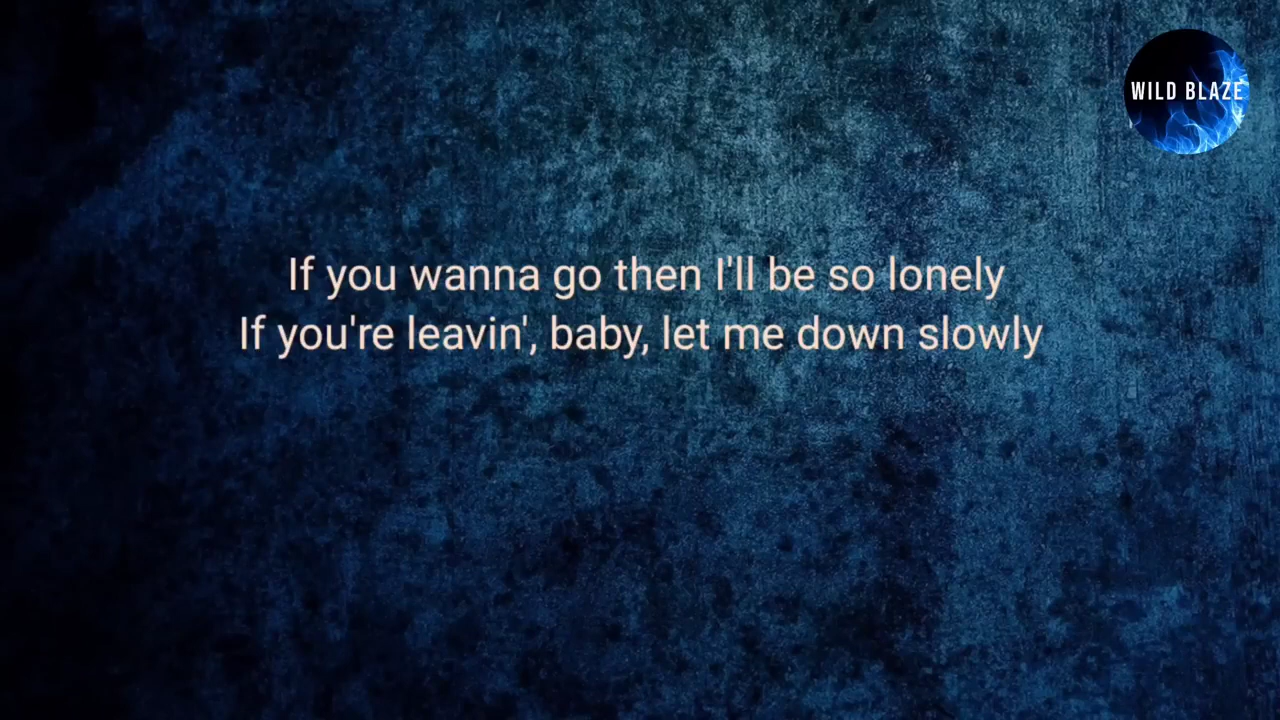 WILD BLAZE
If you wanna go then I'll be so lonely
If you're leavin', baby, let me down slowly